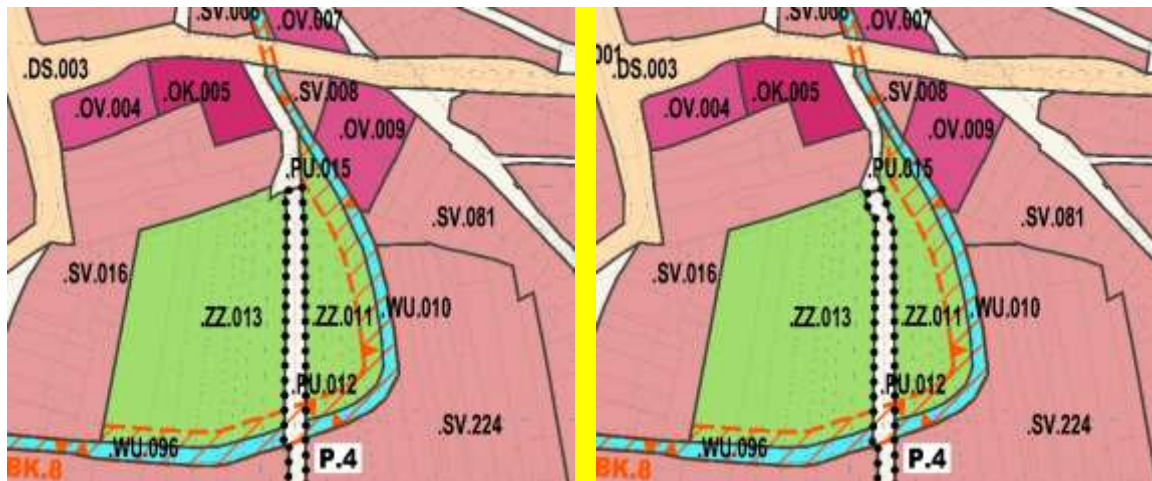 .SV.006
.OV.007
.DS.003
.OK.005
.OV.004
.SV.008
.OV.009
.PU.015
.SV.081
.SV.016
.ZZ.013
.ZZ.011
.WU.010
.PU.012
.SV.224
.WU.096
P.4
BK.8
.SV.006
.OV.007
001
.DS.003
.OK.005
.OV.004
.SV.008
.OV.009
.PU.015
.SV.081
.SV.016
.ZZ.013
.ZZ.011
.WU.010
.PU.012
.SV.224
.WU.096
P.4
BK.8